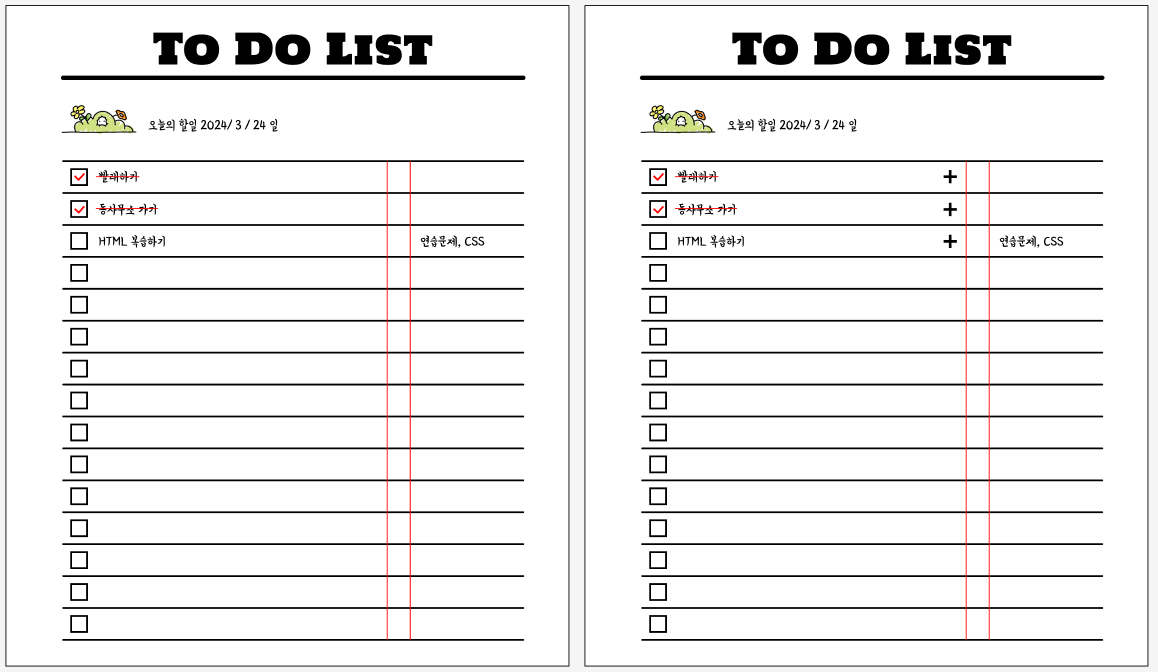 TO DO LIST
오늘의 할일 2024/ 3 / 24 일
빨래하기
동사무소 가기
HTML 복습하기 연습문제, CSS
TO DO LIST
오늘의 할일 2024/ 3 / 24 일
빨래하기 +
동사무소 가기 +
HTML 복습하기 + 연습문제, CSS